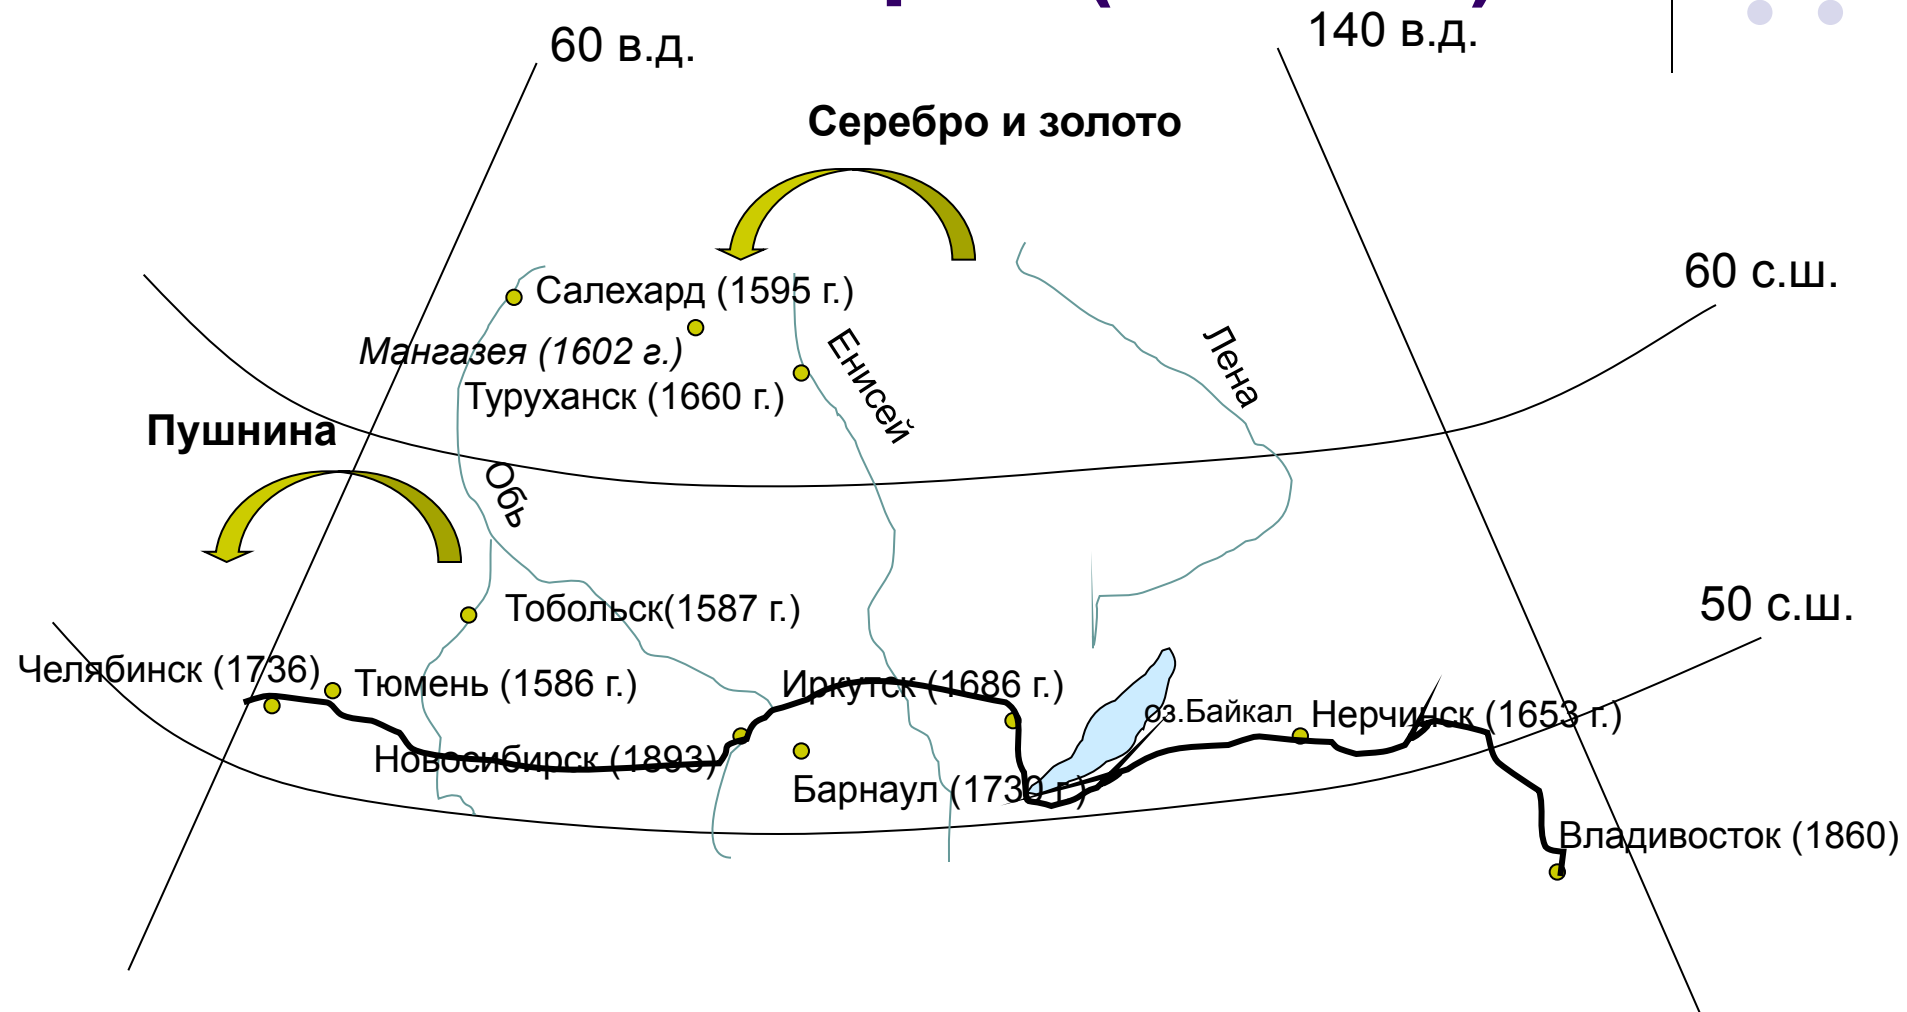 60 в.д.
140 в.д.
Серебро и золото
60 с.ш.
Салехард (1595 г.)
Мангазея (1602 г.)
Енисей
Лена
Туруханск (1660 г.)
Пушнина
Обь
50 с.ш.
Тобольск(1587 г.)
Челябинск (1736)
Тюмень (1586 г.)
Иркутск (1686 г.)
оз.Байкал
Нерчинск (1653 г.)
Новосибирск (1893)
Барнаул (1730 г.)
Владивосток (1860)